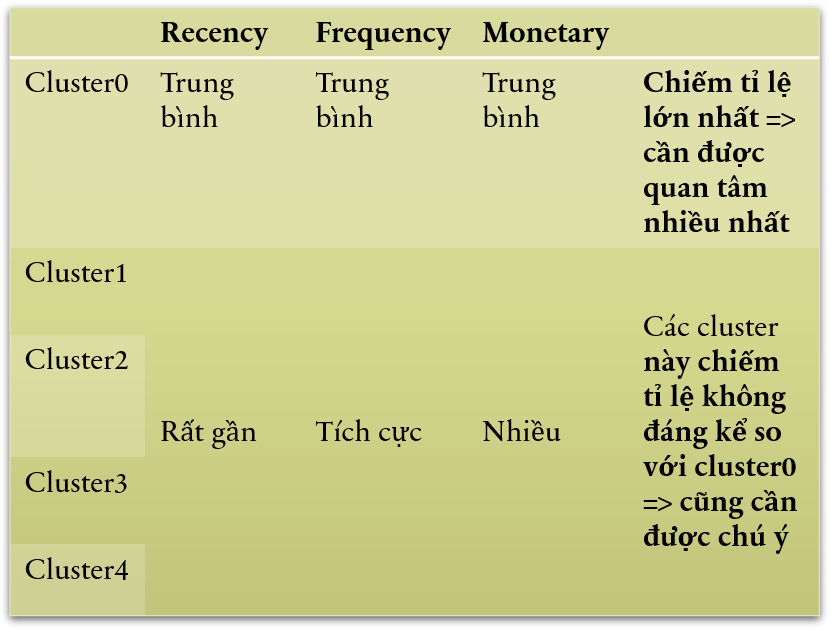 Recency Frequency Monetary
Cluster0 Trung Trung Trung Chiếm tỉ lệ
bình bình bình lớn nhất =>
cần được
quan tâm
nhiều nhất
Cluster1
Các cluster
Cluster2 này chiếm
tỉ lệ không
Rất gần Tích cực Nhiều đáng kể so
với cluster0
Cluster3
=> cũng cần
được chú ý
Cluster4